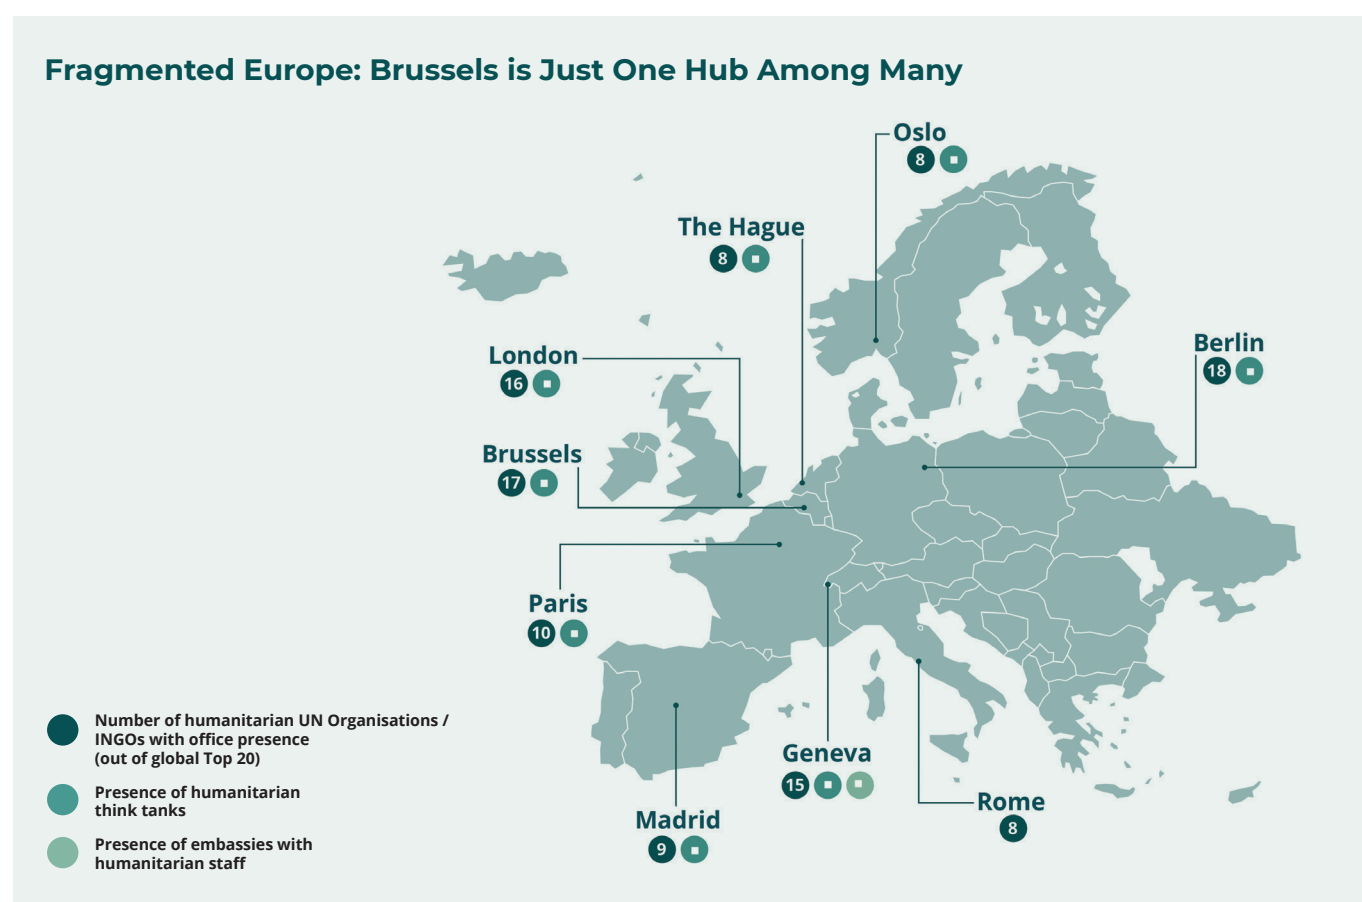 Fragmented Europe: Brussels is Just One Hub Among Many
Oslo
8
The Hague
8
London
16
Berlin
18
Brussels
17
Paris
10
Geneva
15
Rome
8
Madrid
9
Number of humanitarian UN Organisations /
INGOs with office presence
(out of global Top 20)
Presence of humanitarian
think tanks
Presence of embassies with
humanitarian staff